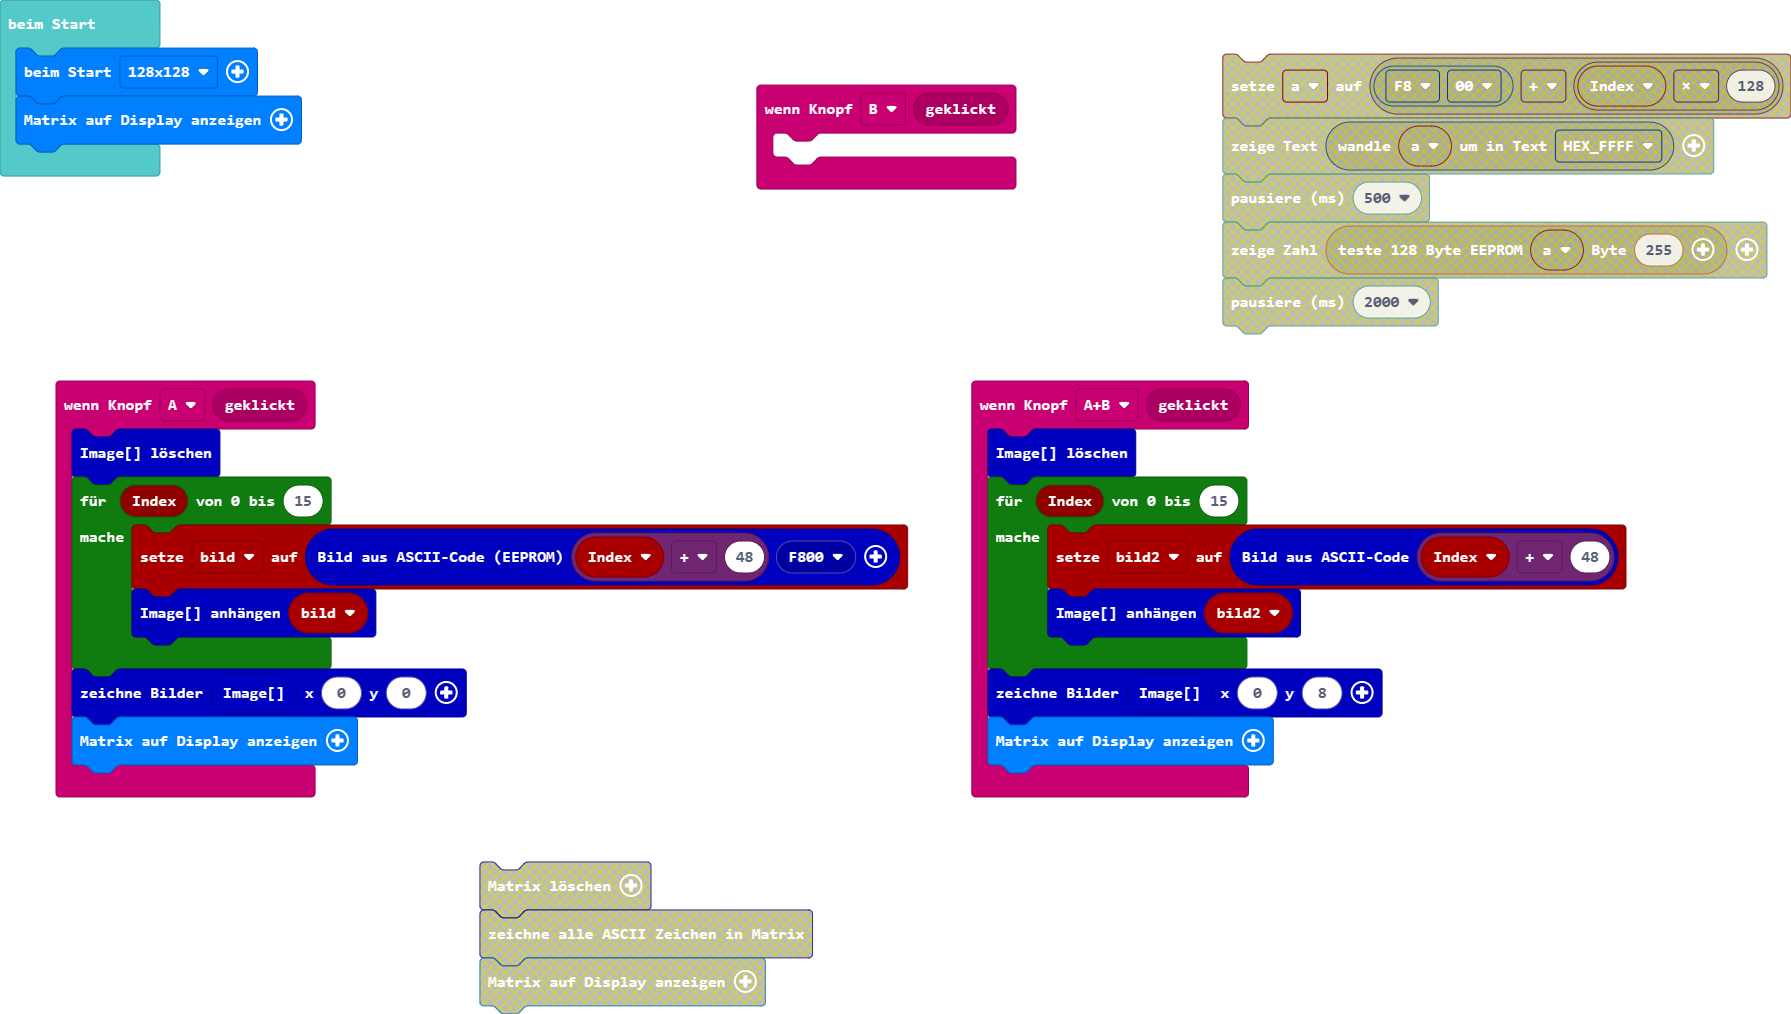 beim Start
beim Start 128x128
Matrix auf Display anzeigen
wenn Knopf B geklickt
setze a auf F8 00 + Index × 128
zeige Text wandle a um in Text HEX_FFFF
pausiere (ms) 500
zeige Zahl teste 128 Byte EEPROM a Byte 255
pausiere (ms) 2000
wenn Knopf A geklickt
Image[] löschen
für Index von 0 bis 15
mache
setze bild auf Bild aus ASCII-Code (EEPROM) Index + 48 F800
Image[] anhängen bild
zeichne Bilder Image[] x 0 y 0
Matrix auf Display anzeigen
wenn Knopf A+B geklickt
Image[] löschen
für Index von 0 bis 15
mache
setze bild2 auf Bild aus ASCII-Code Index + 48
Image[] anhängen bild2
zeichne Bilder Image[] x 0 y 8
Matrix auf Display anzeigen
Matrix löschen
zeichne alle ASCII Zeichen in Matrix
Matrix auf Display anzeigen